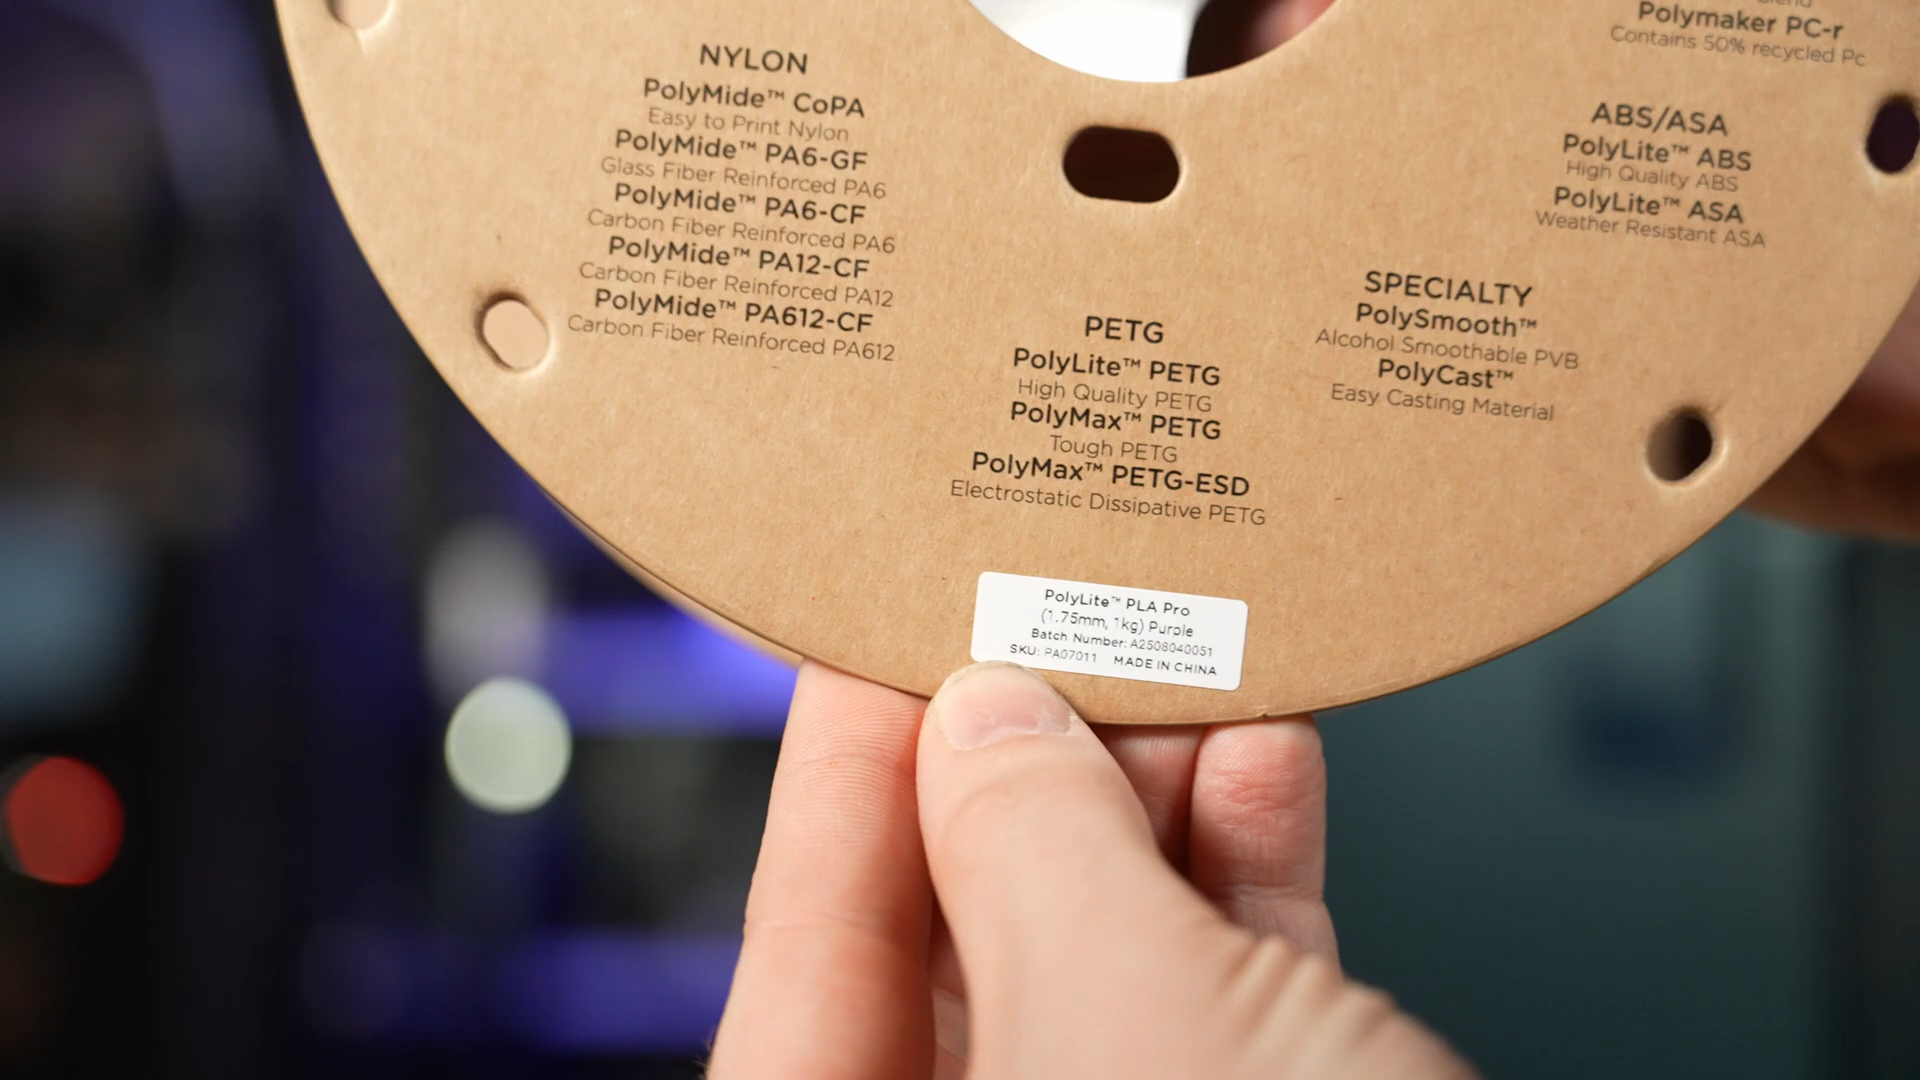 NYLON
PolyMide™ CoPA
Easy to Print Nylon
PolyMide™ PA6-GF
Glass Fiber Reinforced PA6
PolyMide™ PA6-CF
Carbon Fiber Reinforced PA6
PolyMide™ PA12-CF
Carbon Fiber Reinforced PA12
PolyMide™ PA612-CF
Carbon Fiber Reinforced PA612
PETG
PolyLite™ PETG
High Quality PETG
PolyMax™ PETG
Tough PETG
PolyMax™ PETG-ESD
Electrostatic Dissipative PETG
Polymaker PC-r
Contains 50% recycled Pc
ABS/ASA
PolyLite™ ABS
High Quality ABS
PolyLite™ ASA
Weather Resistant ASA
SPECIALTY
PolySmooth™
Alcohol Smoothable PVB
PolyCast™
Easy Casting Material
PolyLite™ PLA Pro
(1.75mm, 1kg) Purple
Batch Number: A2508040051
SKU: PA07011 MADE IN CHINA